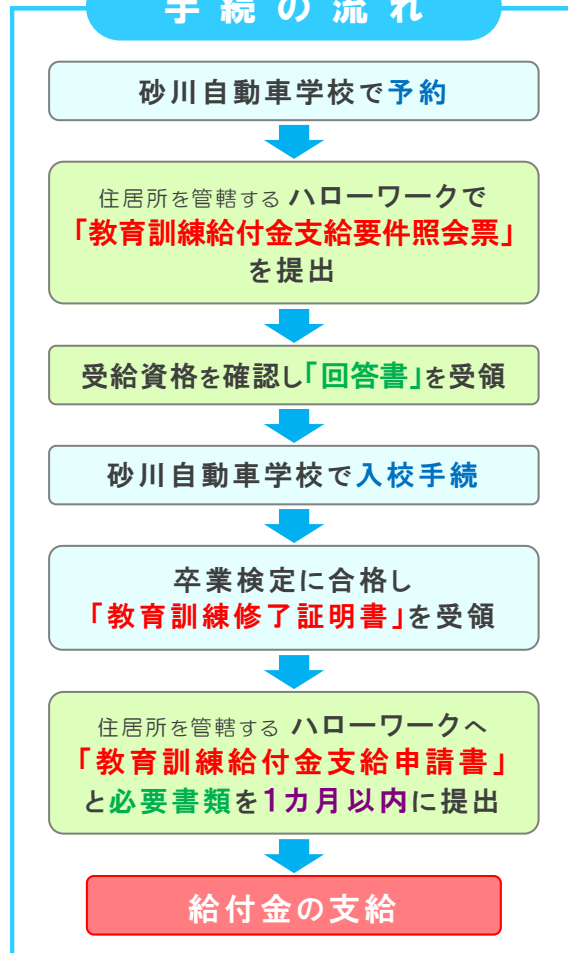 手続の流れ
砂川自動車学校で予約
住居所を管轄する ハローワークで
「教育訓練給付金支給要件照会票」
を提出
受給資格を確認し「回答書」を受領
砂川自動車学校で入校手続
卒業検定に合格し
「教育訓練修了証明書」を受領
住居所を管轄する ハローワークへ
「教育訓練給付金支給申請書」
と必要書類を1カ月以内に提出
給付金の支給